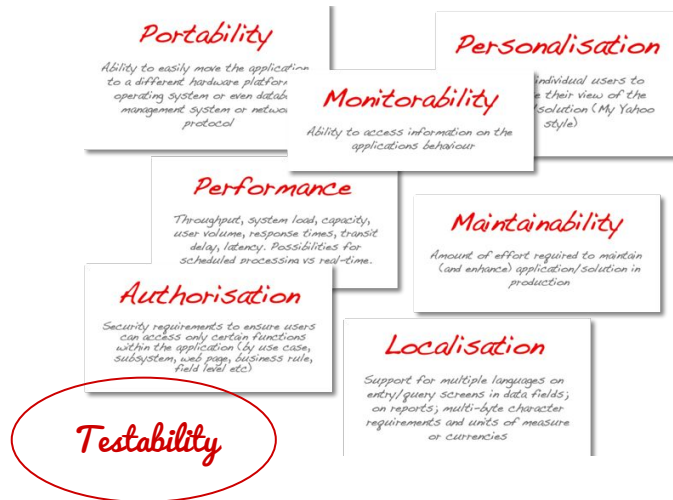 Portability
Ability to easily move the application
to a different hardware platfor
operating system or even datab
management system or networ
protocol
Personalisation
individual users to
e their view of the
/solution (My Yahoo
style)
Monitorability
Ability to access information on the
applications behaviour
Performance
Throughput, system load, capacity,
user volume, response times, transit
delay, latency. Possibilities for
scheduled processing vs real-time.
Maintainability
Amount of effort required to maintain
(and enhance) application/solution in
production
Authorisation
Security requirements to ensure users
can access only certain functions
within the application (by use case,
subsystem, web page, business rule,
field level etc)
Localisation
Support for multiple languages on
entry/query screens in data fields;
on reports; multi-byte character
requirements and units of measure
or currencies
Testability